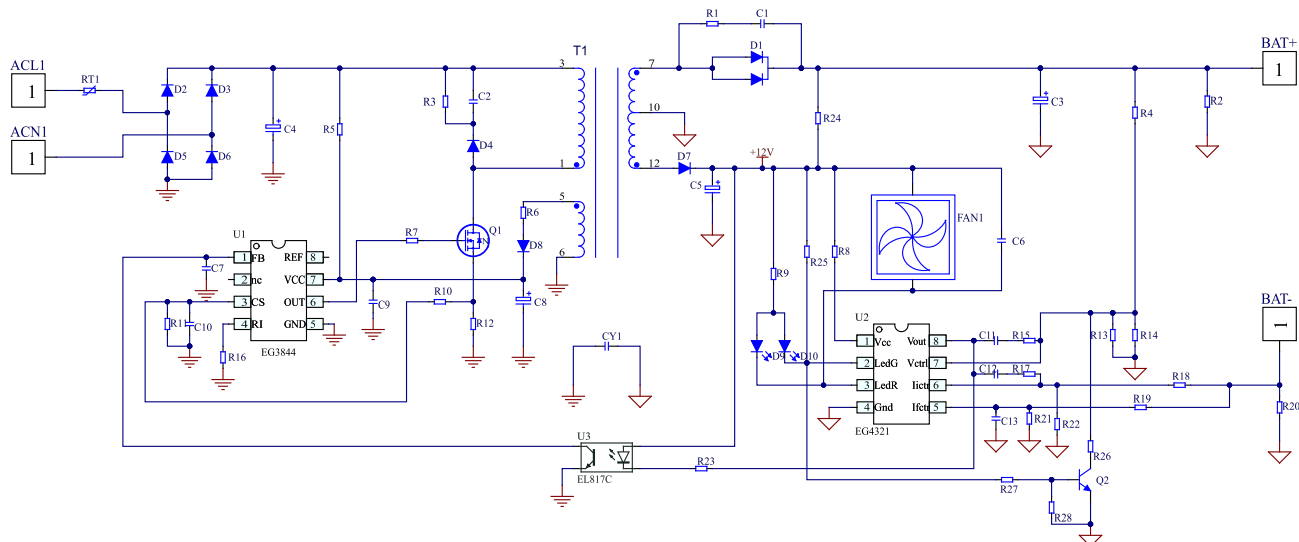 ACL1
1
RT1
ACN1
1
D2
D3
D5
D6
C4
R5
R3
C2
D4
T1
3
1
5
6
7
10
12
R1
C1
D1
BAT+
1
C3
R4
R2
R24
D7
+12V
C5
R6
D8
Q1
N
R7
U1
1 FB
2 nc
3 CS
4 RI
REF 8
VCC 7
OUT 6
GND 5
EG3844
C7
R11
C10
R16
C9
R10
R12
C8
CY1
R9
R25
R8
FAN1
C6
D9
D10
U2
1 Vcc
2 LedG
3 LedR
4 Gnd
Vout 8
Vctrl 7
Iictr 6
Ifctr 5
EG4321
C11
R15
C12
R17
R13
R14
BAT-
1
R18
R19
R20
C13
R21
R22
U3
EL817C
R23
R26
R27
Q2
R28